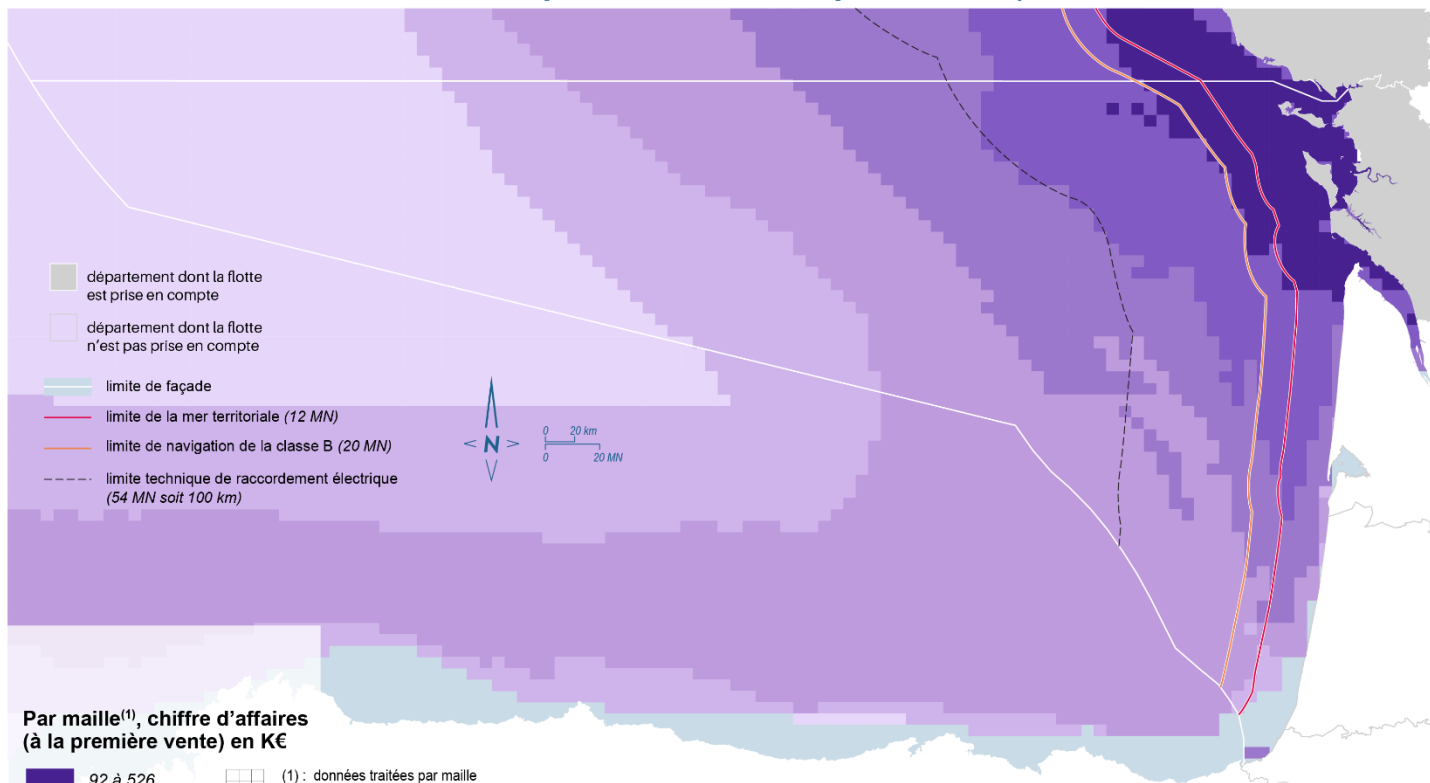 département dont la flotte
est prise en compte
département dont la flotte
n'est pas prise en compte
limite de façade
limite de la mer territoriale (12 MN)
limite de navigation de la classe B (20 MN)
limite technique de raccordement électrique
(54 MN soit 100 km)
N
0 20 km
0 20 MN
Par maille(1), chiffre d'affaires
(à la première vente) en K€
92 à 526
(1) : données traitées par maille